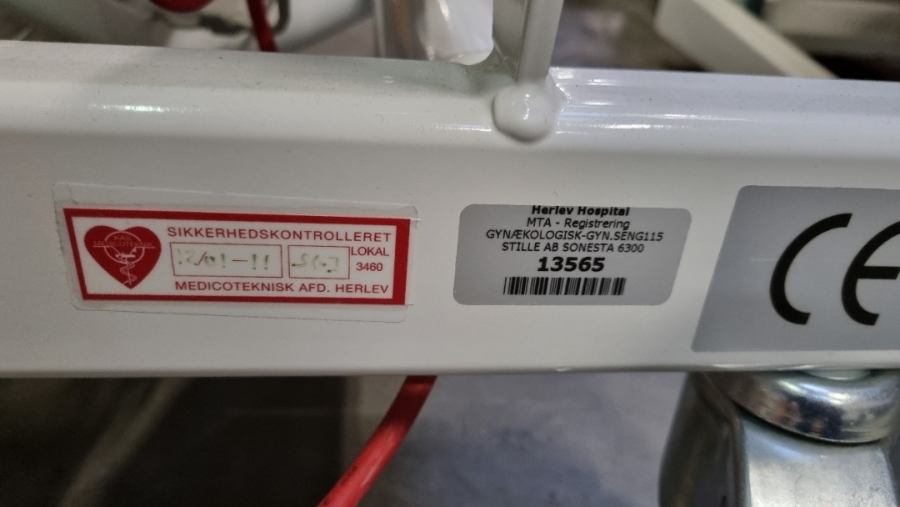 SIKKERHEDSKONTROLLERET
LOKAL
3460
MEDICOTEKNISK AFD. HERLEV
Herlev Hospital
MTA - Registrering
GYNÆKOLOGISK-GYN.SENG115
STILLE AB SONESTA 6300
13565
CE